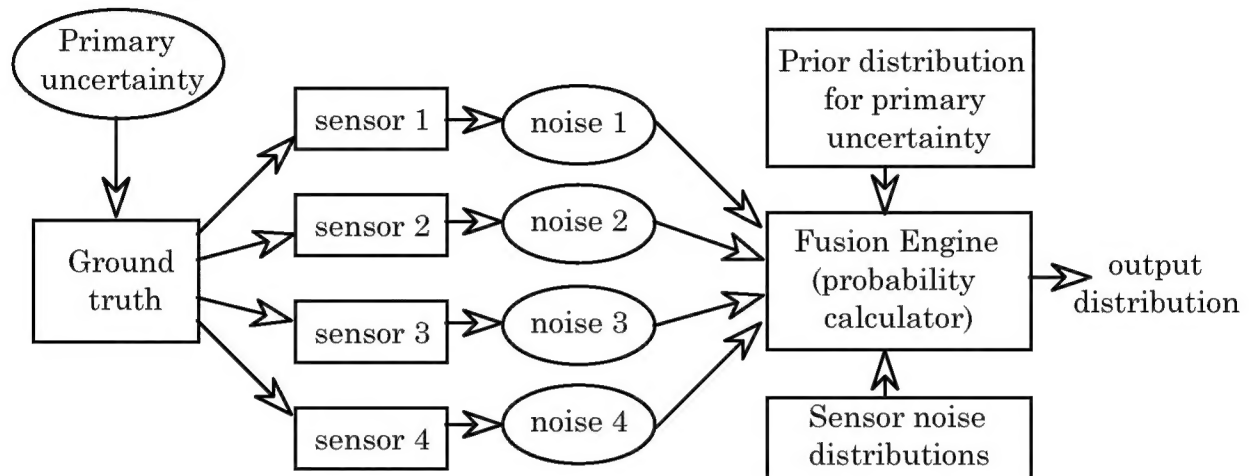 Primary
uncertainty
Ground
truth
sensor 1
noise 1
sensor 2
noise 2
sensor 3
noise 3
sensor 4
noise 4
Prior distribution
for primary
uncertainty
Fusion Engine
(probability
calculator)
output
distribution
Sensor noise
distributions